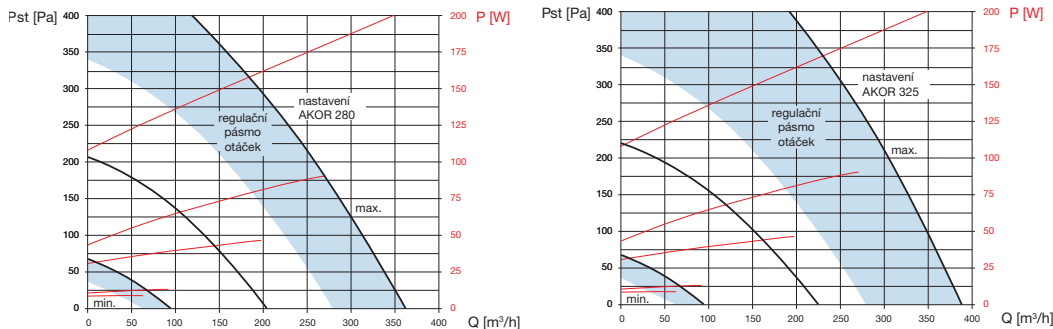 Pst [Pa]
400
350
300
250
200
150
100
50
0
200
P [W]
175
150
125
100
75
50
25
0
nastavení
AKOR 280
regulační
pásmo
otáček
max.
min.
0
50
100
150
200
250
300
350
400
Q [m³/h]
Pst [Pa]
400
350
300
250
200
150
100
50
0
200
P [W]
175
150
125
100
75
50
25
0
nastavení
AKOR 325
regulační
pásmo
otáček
max.
min.
0
50
100
150
200
250
300
350
400
Q [m³/h]